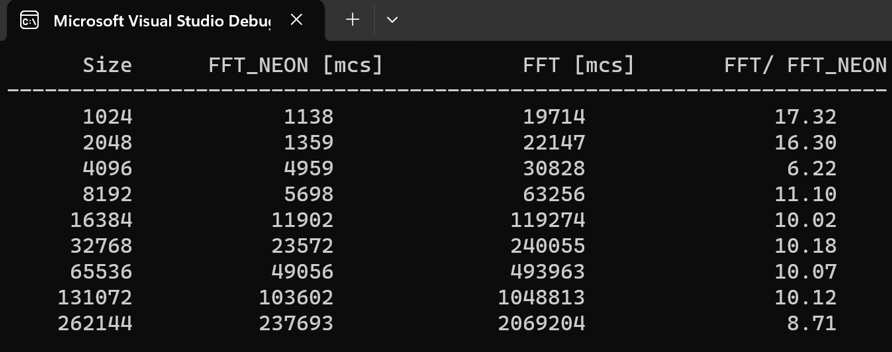 Microsoft Visual Studio Debu
Size FFT_NEON [mcs] FFT [mcs] FFT/ FFT_NEON
----------------------------------------------------------------------
1024 1138 19714 17.32
2048 1359 22147 16.30
4096 4959 30828 6.22
8192 5698 63256 11.10
16384 11902 119274 10.02
32768 23572 240055 10.18
65536 49056 493963 10.07
131072 103602 1048813 10.12
262144 237693 2069204 8.71